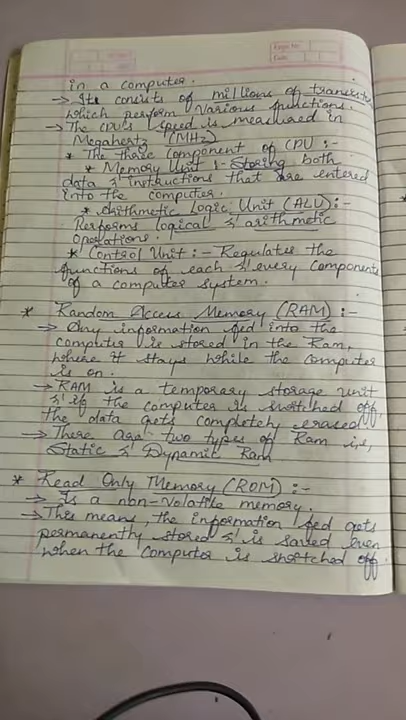 Page No:
Date:
in a computer.
→ It consists of millions of transistr
which perform various functions.
→ The CPU's speed is measured in
Megahertz (MHz)
* The three Component of CPU :-
* Memory Unit :- Storing both
data & instructions that are entered
into the computer.
* Arithmetic Logic Unit (ALU):-
Performs logical & arithmetic
Operations.
* Control Unit :- Regulates the
functions of each & every Components
of a computer system.
* Random Access Memory (RAM) :-
→ Any information fed into the
computer is stored in the Ram,
where it stays while the computer
is on.
→ RAM is a temporary storage unit
& if the computer is switched off,
the data gets completely erased.
→ There are two types of Ram i,e,
Static & Dynamic Ram
* Read Only Memory (ROM) :-
→ Is a non-Volatile memory.
→ This means, the information fed gets
permanently stored & is saved even
when the Computer is switched off.